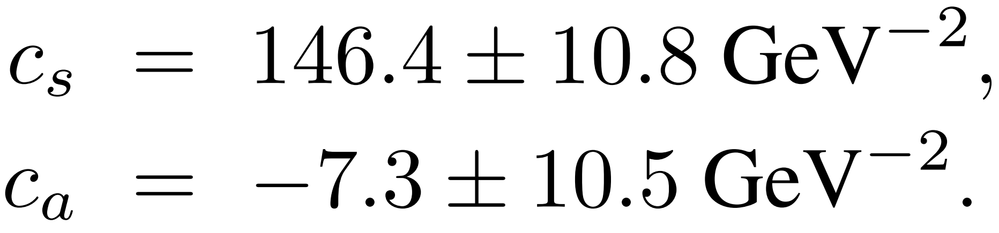 c_s = 146.4 ± 10.8 GeV^{−2},
c_a = −7.3 ± 10.5 GeV^{−2}.